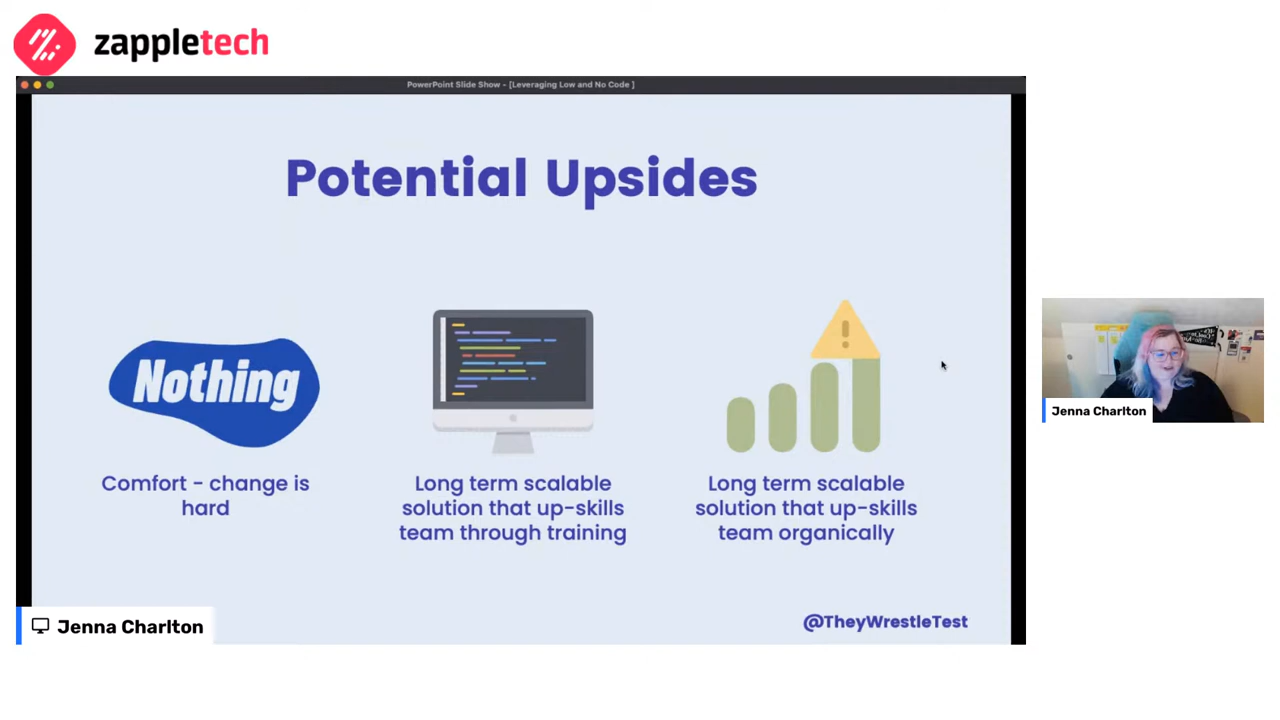 zappletech
PowerPoint Slide Show - [Leveraging Low and No Code ]
Potential Upsides
Nothing
Comfort - change is
hard
Long term scalable
solution that up-skills
team through training
Long term scalable
solution that up-skills
team organically
@TheyWrestleTest
Jenna Charlton
Jenna Charlton